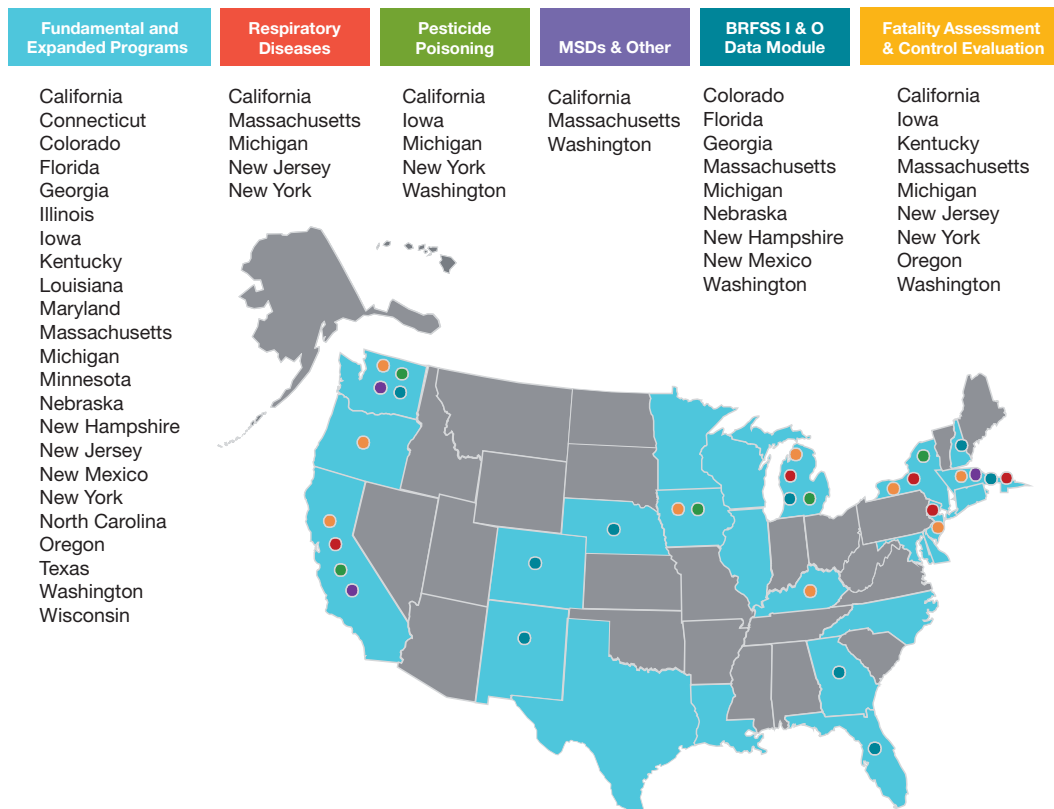 Fundamental and
Expanded Programs
California
Connecticut
Colorado
Florida
Georgia
Illinois
Iowa
Kentucky
Louisiana
Maryland
Massachusetts
Michigan
Minnesota
Nebraska
New Hampshire
New Jersey
New Mexico
New York
North Carolina
Oregon
Texas
Washington
Wisconsin
Respiratory
Diseases
California
Massachusetts
Michigan
New Jersey
New York
Pesticide
Poisoning
California
Iowa
Michigan
New York
Washington
MSDs & Other
California
Massachusetts
Washington
BRFSS I & O
Data Module
Colorado
Florida
Georgia
Massachusetts
Michigan
Nebraska
New Hampshire
New Mexico
Washington
Fatality Assessment
& Control Evaluation
California
Iowa
Kentucky
Massachusetts
Michigan
New Jersey
New York
Oregon
Washington